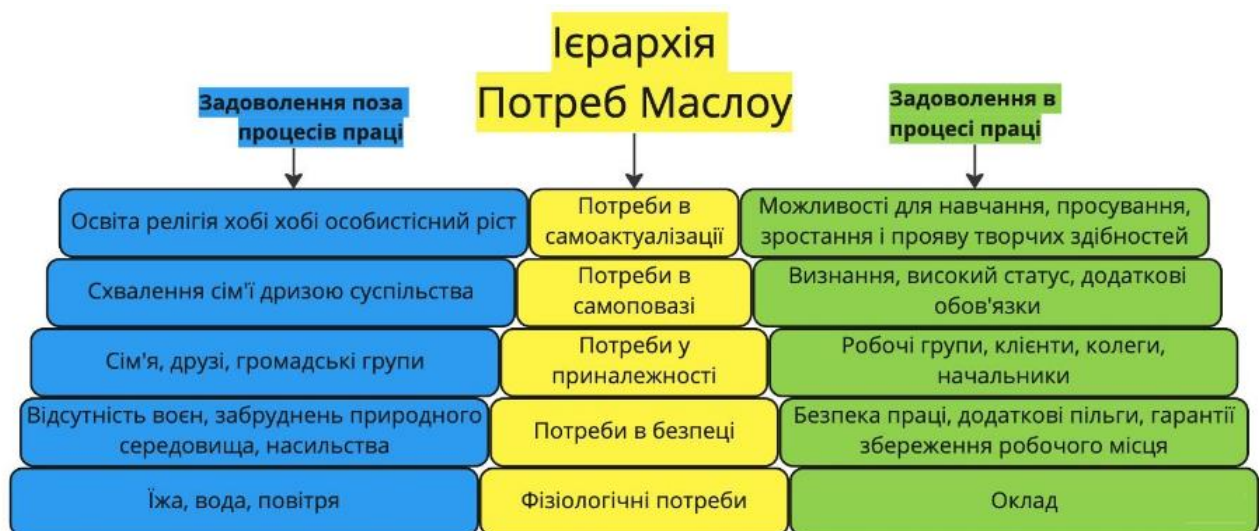 Ієрархія
Потреб Маслоу
Задоволення поза
процесів праці
Задоволення в
процесі праці
Освіта релігія хобі хобі особистісний ріст
Потреби в
самоактуалізації
Можливості для навчання, просування,
зростання і прояву творчих здібностей
Схвалення сім'ї дризою суспільства
Потреби в
самоповазі
Визнання, високий статус, додаткові
обов'язки
Сім'я, друзі, громадські групи
Потреби у
приналежності
Робочі групи, клієнти, колеги,
начальники
Відсутність воєн, забруднень природного
середовища, насильства
Потреби в безпеці
Безпека праці, додаткові пільги, гарантії
збереження робочого місця
Їжа, вода, повітря
Фізіологічні потреби
Оклад